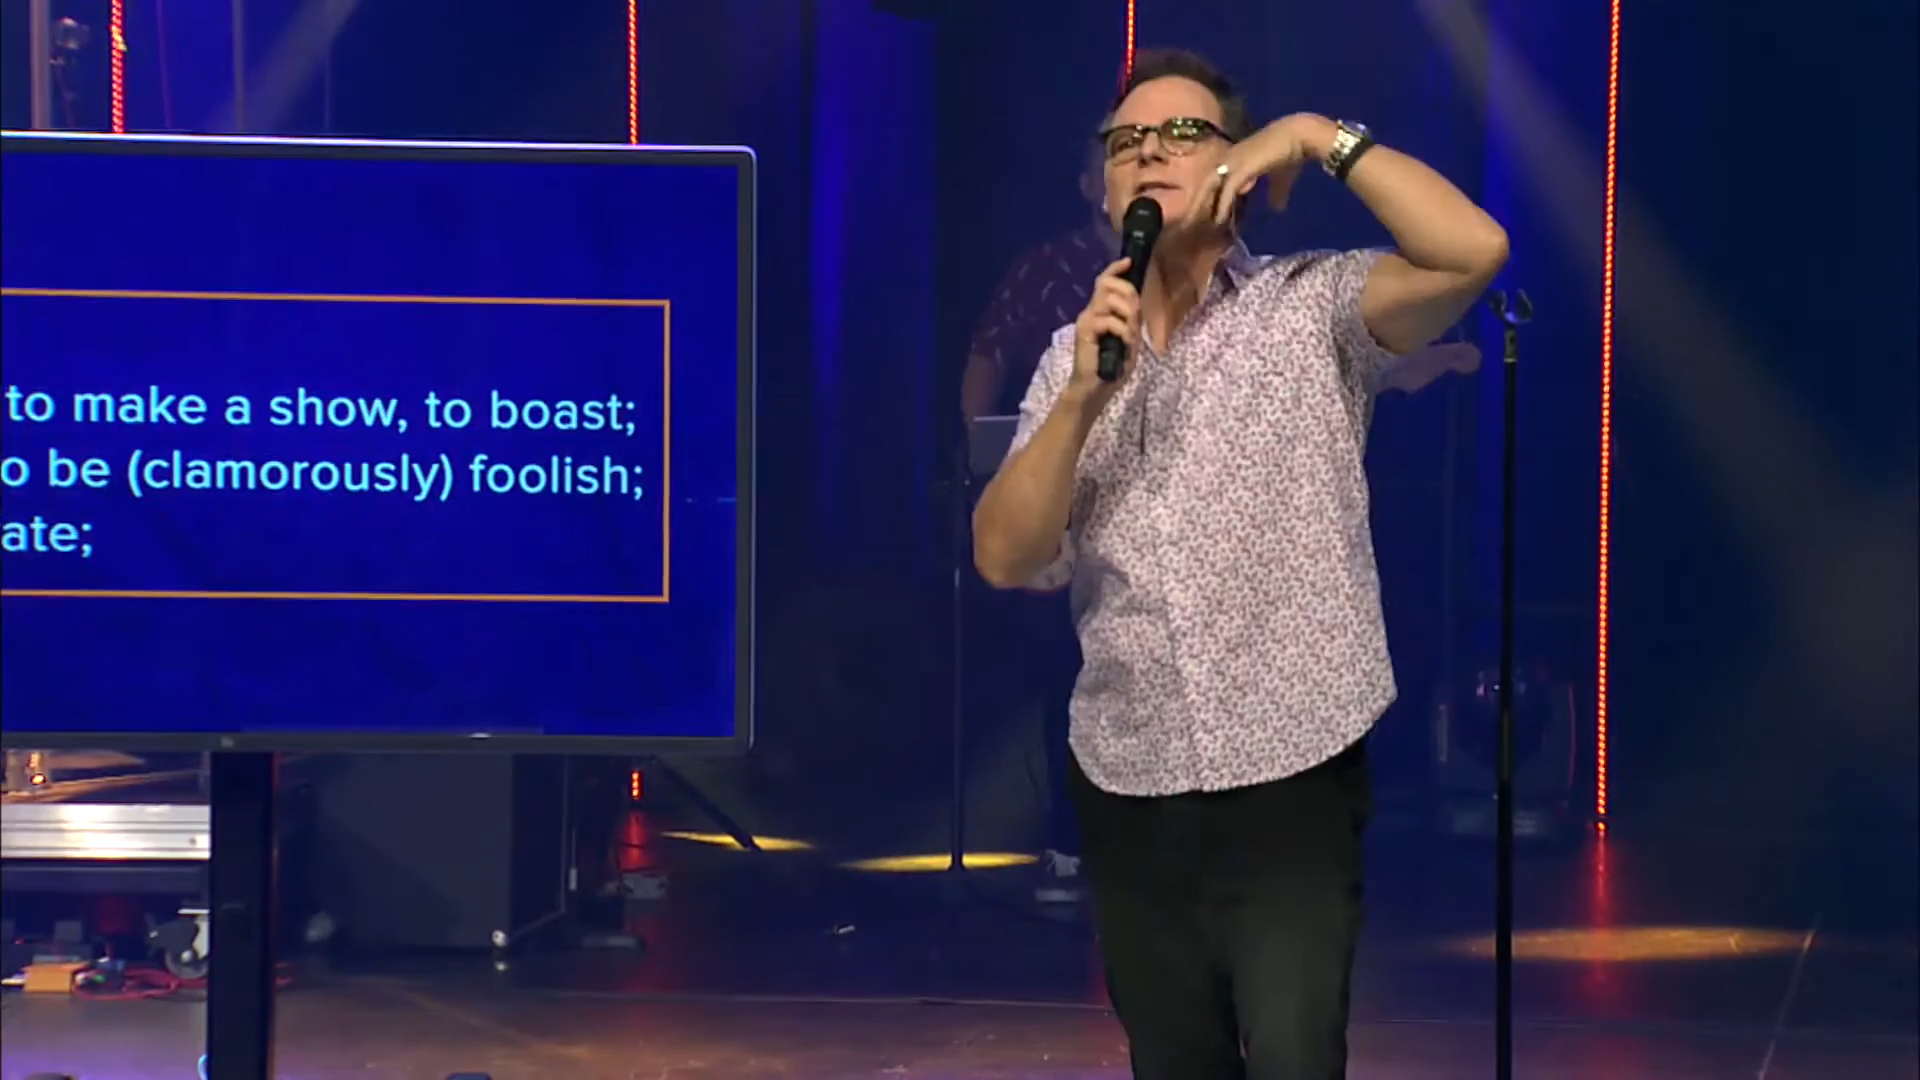 to make a show, to boast;
o be (clamorously) foolish;
ate;